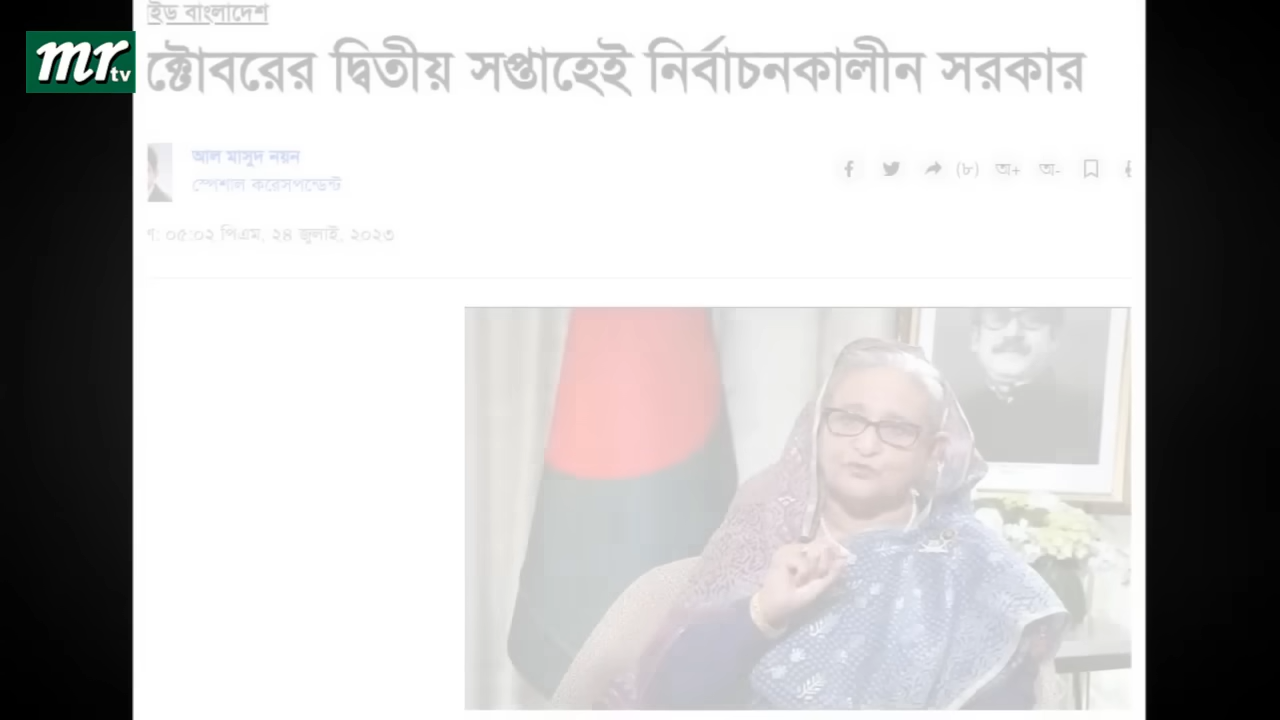 mr tv
ইড বাংলাদেশ
ক্টোবরের দ্বিতীয় সপ্তাহেই নির্বাচনকালীন সরকার
আল মাসুদ নয়ন
স্পেশাল করেসপন্ডেন্ট
(৮) অ+ অ-
: ০৫:০২ পিএম, ২৪ জুলাই, ২০২৩